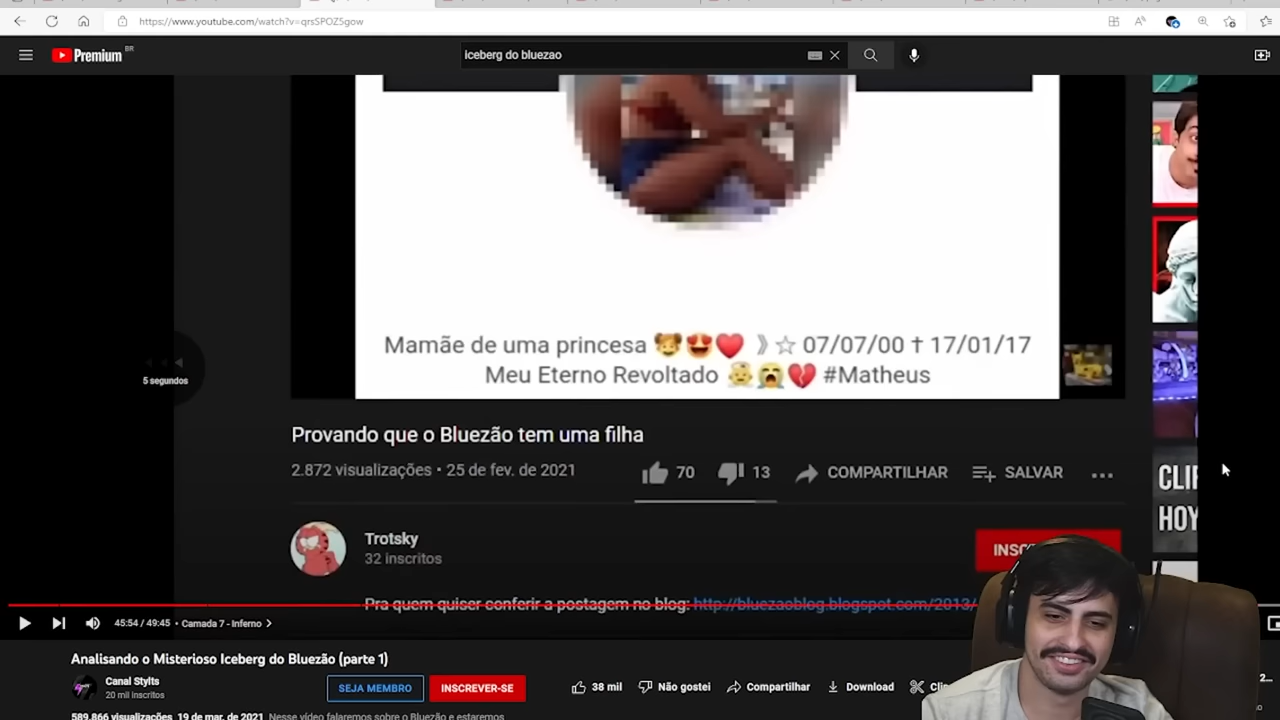 https://www.youtube.com/watch?v=qrsSPOZ5gow
Premium BR
iceberg do bluezao
Mamãe de uma princesa 👧😍❤️ 》☆ 07/07/00 † 17/01/17
Meu Eterno Revoltado 👶😭💔 #Matheus
5 segundos
Provando que o Bluezão tem uma filha
2.872 visualizações • 25 de fev. de 2021
70
13
COMPARTILHAR
SALVAR
...
CLI
HOY
Trotsky
32 inscritos
Pra quem quiser conferir a postagem no blog: http://bluezaoblog.blogspot.com/2013/
45:54 / 49:45 • Camada 7 - Inferno >
Analisando o Misterioso Iceberg do Bluezão (parte 1)
Canal Stylts
20 mil inscritos
SEJA MEMBRO
INSCREVER-SE
38 mil
Não gostei
Compartilhar
Download
589.866 visualizações 19 de mar. de 2021 Nesse vídeo falaremos sobre o Bluezão e estaremos